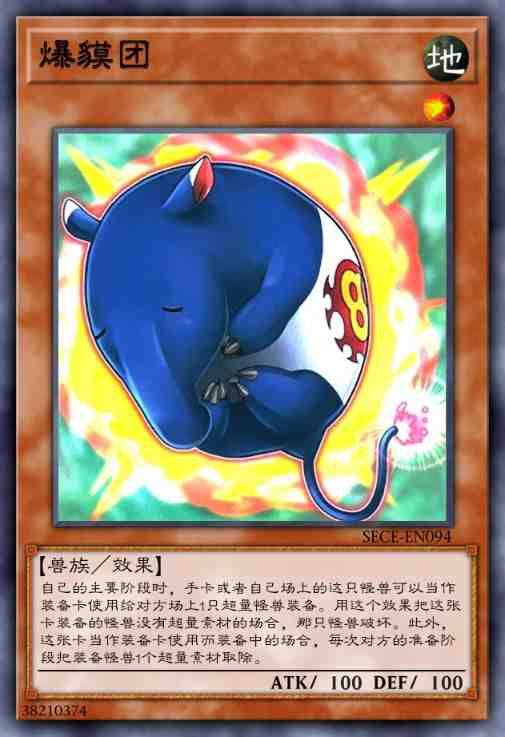 爆貘团
地
8
SECE-EN094
【兽族／效果】
自己的主要阶段时，手卡或者自己场上的这只怪兽可以当作
装备卡使用给对方场上1只超量怪兽装备。用这个效果把这张
卡装备的怪兽没有超量素材的场合，那只怪兽破坏。此外，
这张卡当作装备卡使用而装备中的场合，每次对方的准备阶
段把装备怪兽1个超量素材取除。
ATK/ 100 DEF/ 100
38210374